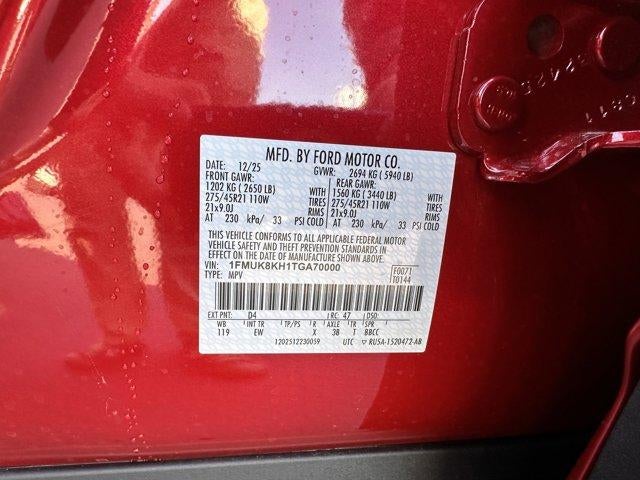 MFD. BY FORD MOTOR CO.
DATE: 12/25 GVWR: 2694 KG ( 5940 LB)
FRONT GAWR: REAR GAWR:
1202 KG ( 2650 LB) WITH 1560 KG ( 3440 LB) WITH
275/45R21 110W TIRES 275/45R21 110W TIRES
21x9.0J RIMS 21x9.0J RIMS
AT 230 kPa/ 33 PSI COLD AT 230 kPa/ 33 PSI COLD
THIS VEHICLE CONFORMS TO ALL APPLICABLE FEDERAL MOTOR
VEHICLE SAFETY AND THEFT PREVENTION STANDARDS IN
EFFECT ON THE DATE OF MANUFACTURE SHOWN ABOVE.
VIN: 1FMUK8KH1TGA70000 F0071
TYPE: MPV T0144
EXT PNT: D4 RC: 47 DSO:
WB INT TR TP/PS R AXLE TR SPR
119 EW X 3B T BBCC
1202512230059 UTC ▽ RU5A-1520472-AB